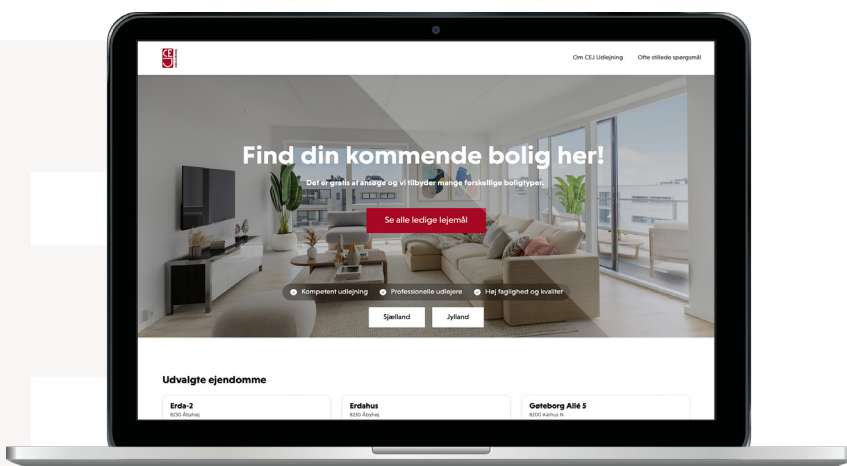 CEJ
UDLEJNING
Om CEJ Udlejning
Ofte stillede spørgsmål
Find din kommende bolig her!
Det er gratis at ansøge og vi tilbyder mange forskellige boligtyper.
Se alle ledige lejemål
Kompetent udlejning
Professionelle udlejere
Høj faglighed og kvalitet
Sjælland
Jylland
Udvalgte ejendomme
Erda-2
8230 Åbyhøj
Erdahus
8230 Åbyhøj
Gøteborg Allé 5
8200 Aarhus N